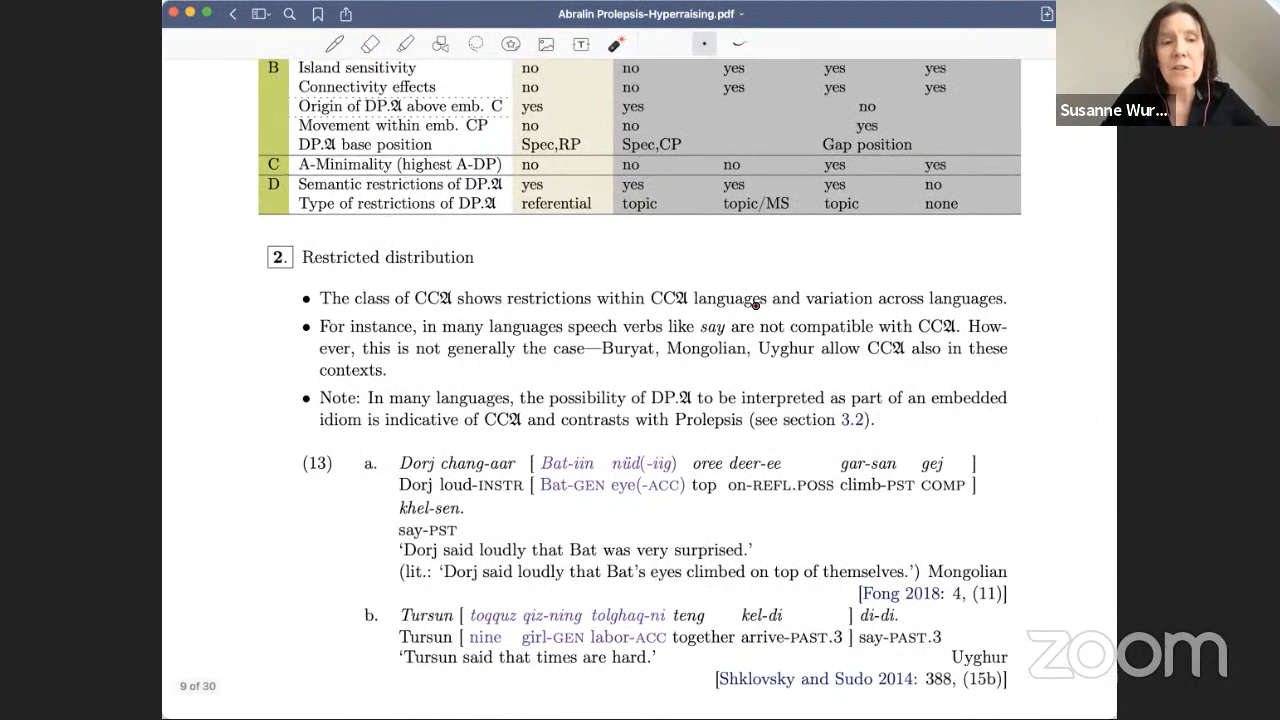 Abralin Prolepsis-Hyperraising.pdf
Susanne Wur...
B Island sensitivity no no yes yes yes
Connectivity effects no no yes yes yes
Origin of DP.𝕬 above emb. C yes yes no
Movement within emb. CP no no yes
DP.𝕬 base position Spec,RP Spec,CP Gap position
C A-Minimality (highest A-DP) no no no yes yes
D Semantic restrictions of DP.𝕬 yes yes yes yes no
Type of restrictions of DP.𝕬 referential topic topic/MS topic none
2. Restricted distribution
• The class of CC𝕬 shows restrictions within CC𝕬 languages and variation across languages.
• For instance, in many languages speech verbs like say are not compatible with CC𝕬. How-
ever, this is not generally the case—Buryat, Mongolian, Uyghur allow CC𝕬 also in these
contexts.
• Note: In many languages, the possibility of DP.𝕬 to be interpreted as part of an embedded
idiom is indicative of CC𝕬 and contrasts with Prolepsis (see section 3.2).
(13) a. Dorj chang-aar [ Bat-iin nüd(-iig) oree deer-ee gar-san gej ]
Dorj loud-INSTR [ Bat-GEN eye(-ACC) top on-REFL.POSS climb-PST COMP ]
khel-sen.
say-PST
‘Dorj said loudly that Bat was very surprised.’
(lit.: ‘Dorj said loudly that Bat’s eyes climbed on top of themselves.’) Mongolian
[Fong 2018: 4, (11)]
b. Tursun [ toqquz qiz-ning tolghaq-ni teng kel-di ] di-di.
Tursun [ nine girl-GEN labor-ACC together arrive-PAST.3 ] say-PAST.3
‘Tursun said that times are hard.’ Uyghur
[Shklovsky and Sudo 2014: 388, (15b)]
9 of 30
zoom